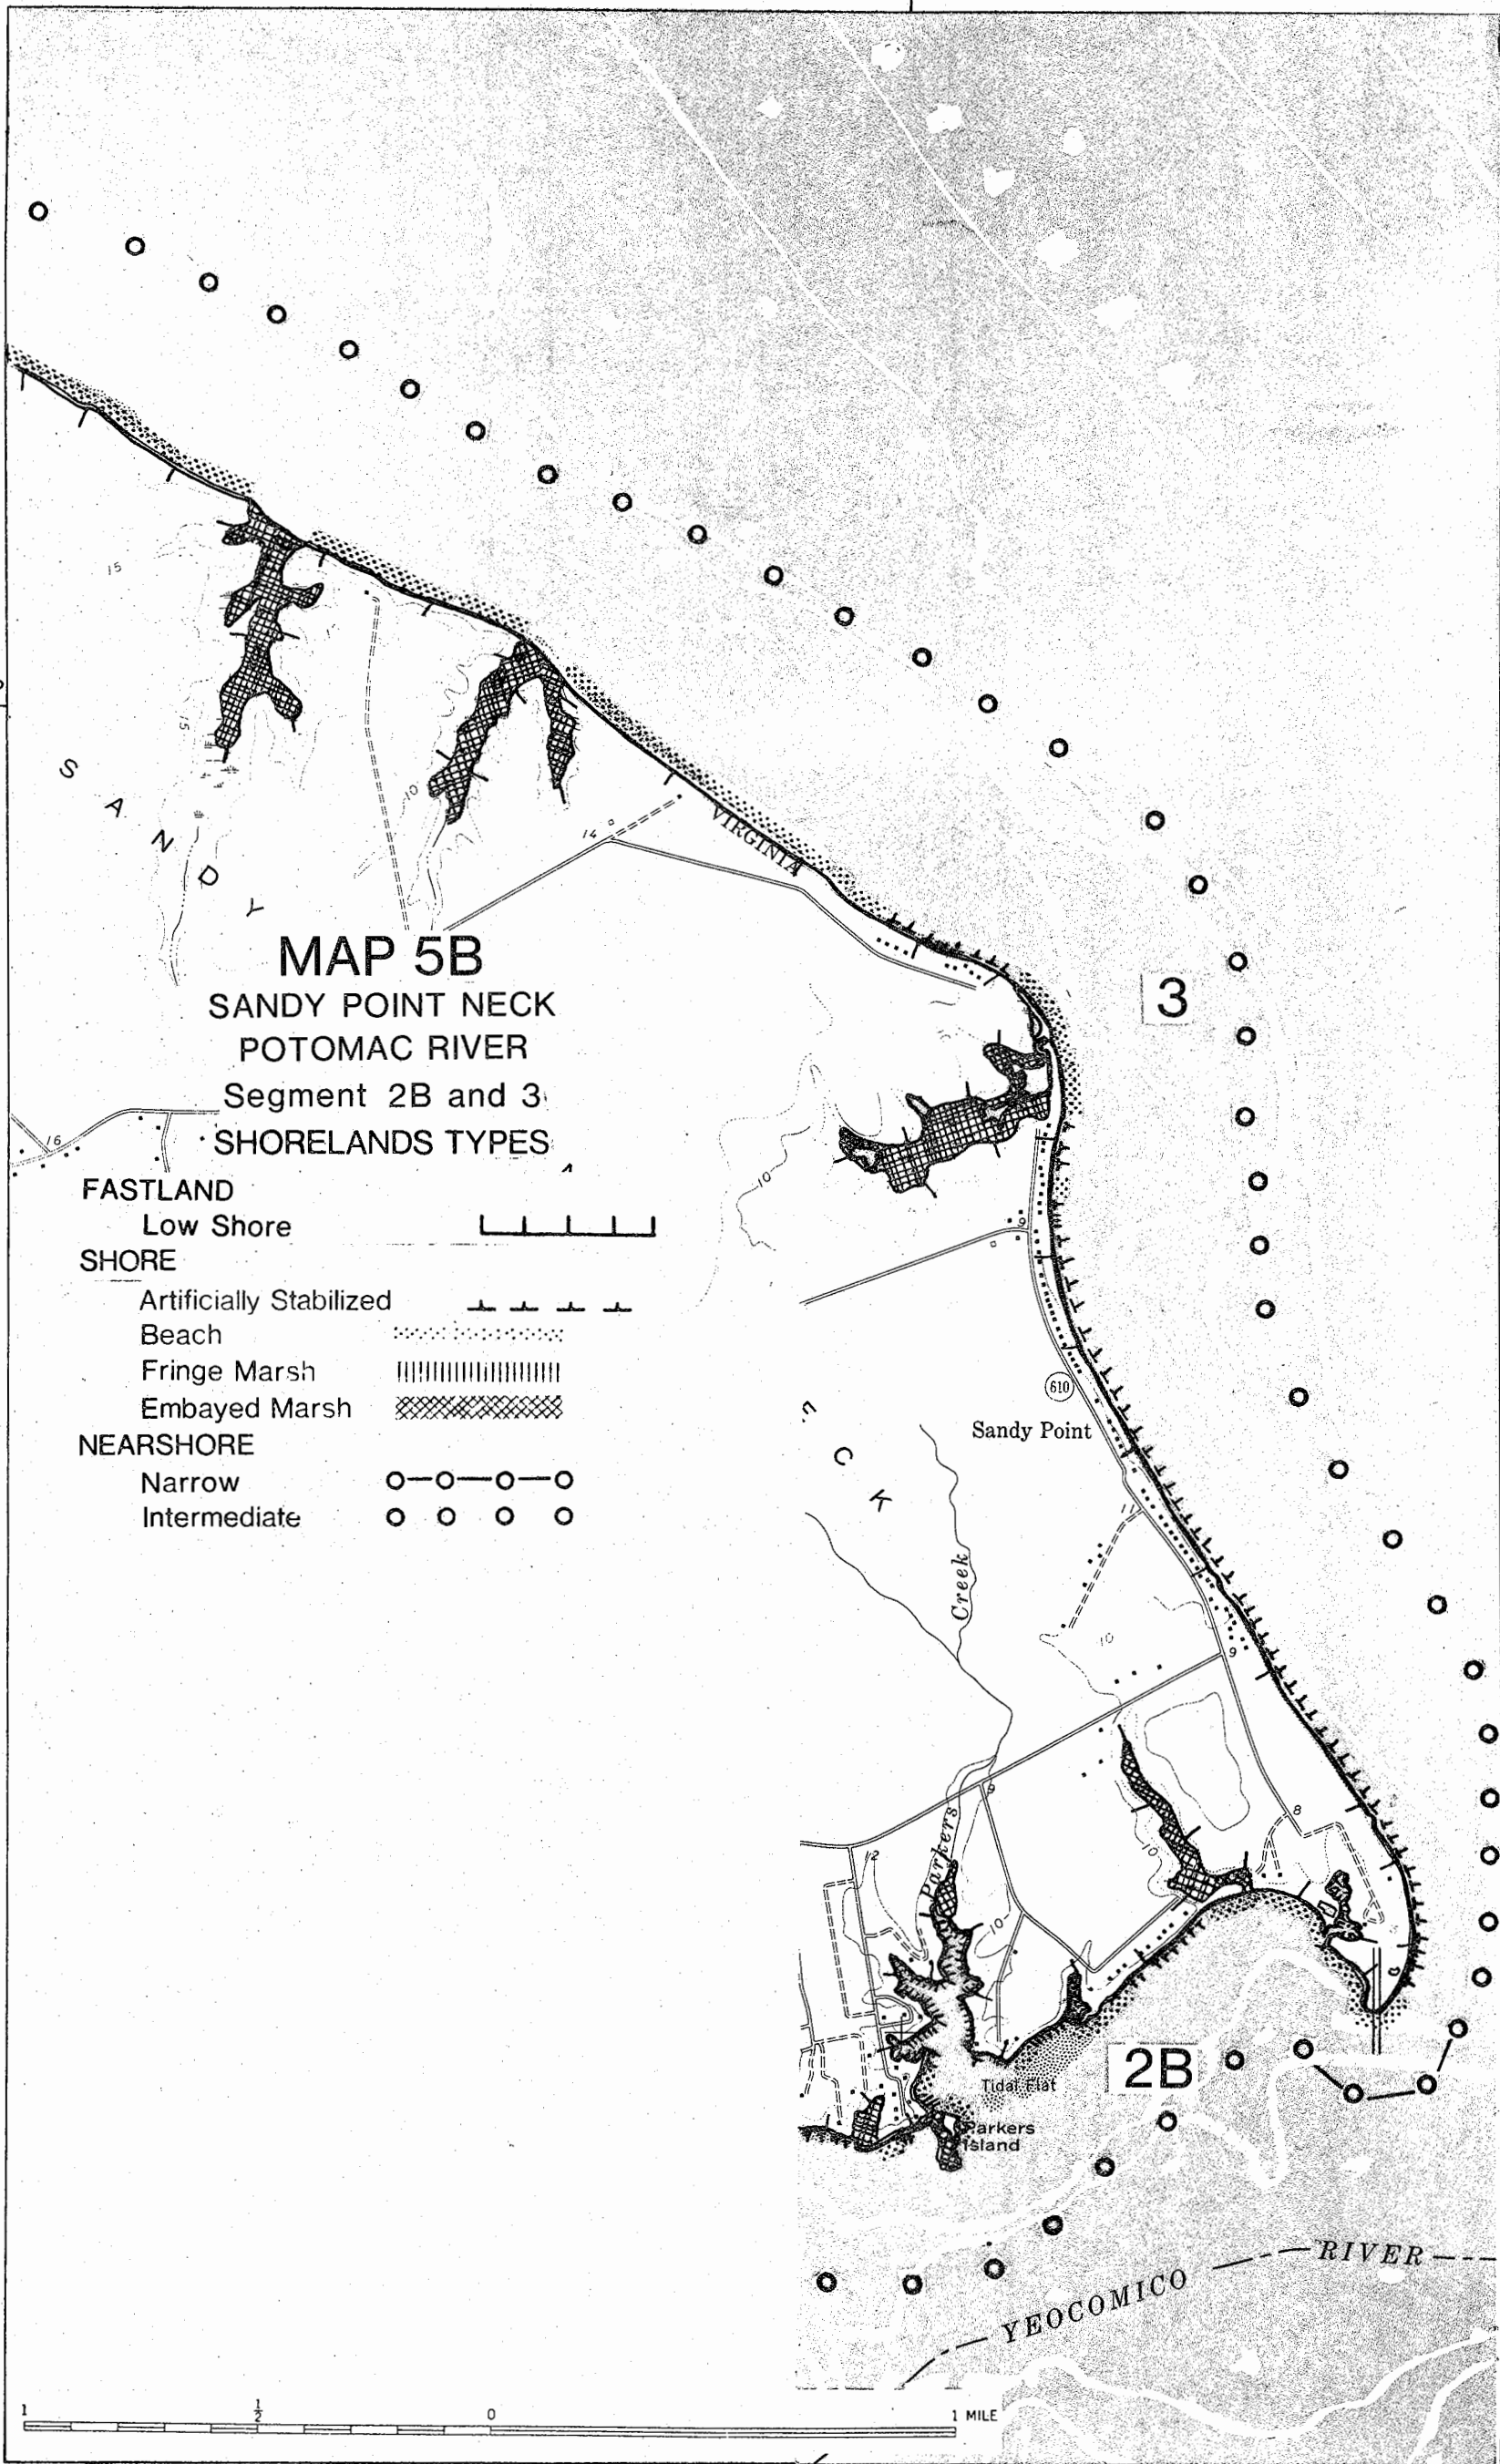 15
15
10
14
VIRGINIA
S A N D Y
MAP 5B
SANDY POINT NECK
POTOMAC RIVER
Segment 2B and 3
SHORELANDS TYPES
16
FASTLAND
Low Shore
SHORE
Artificially Stabilized
Beach
Fringe Marsh
Embayed Marsh
NEARSHORE
Narrow
Intermediate
3
10
9
610
Sandy Point
C K
11
Creek
10
9
9
8
Parkers
12
10
10
2B
Tidal Flat
Parkers
Island
YEOCOMICO RIVER
1 1/2 0 1 MILE